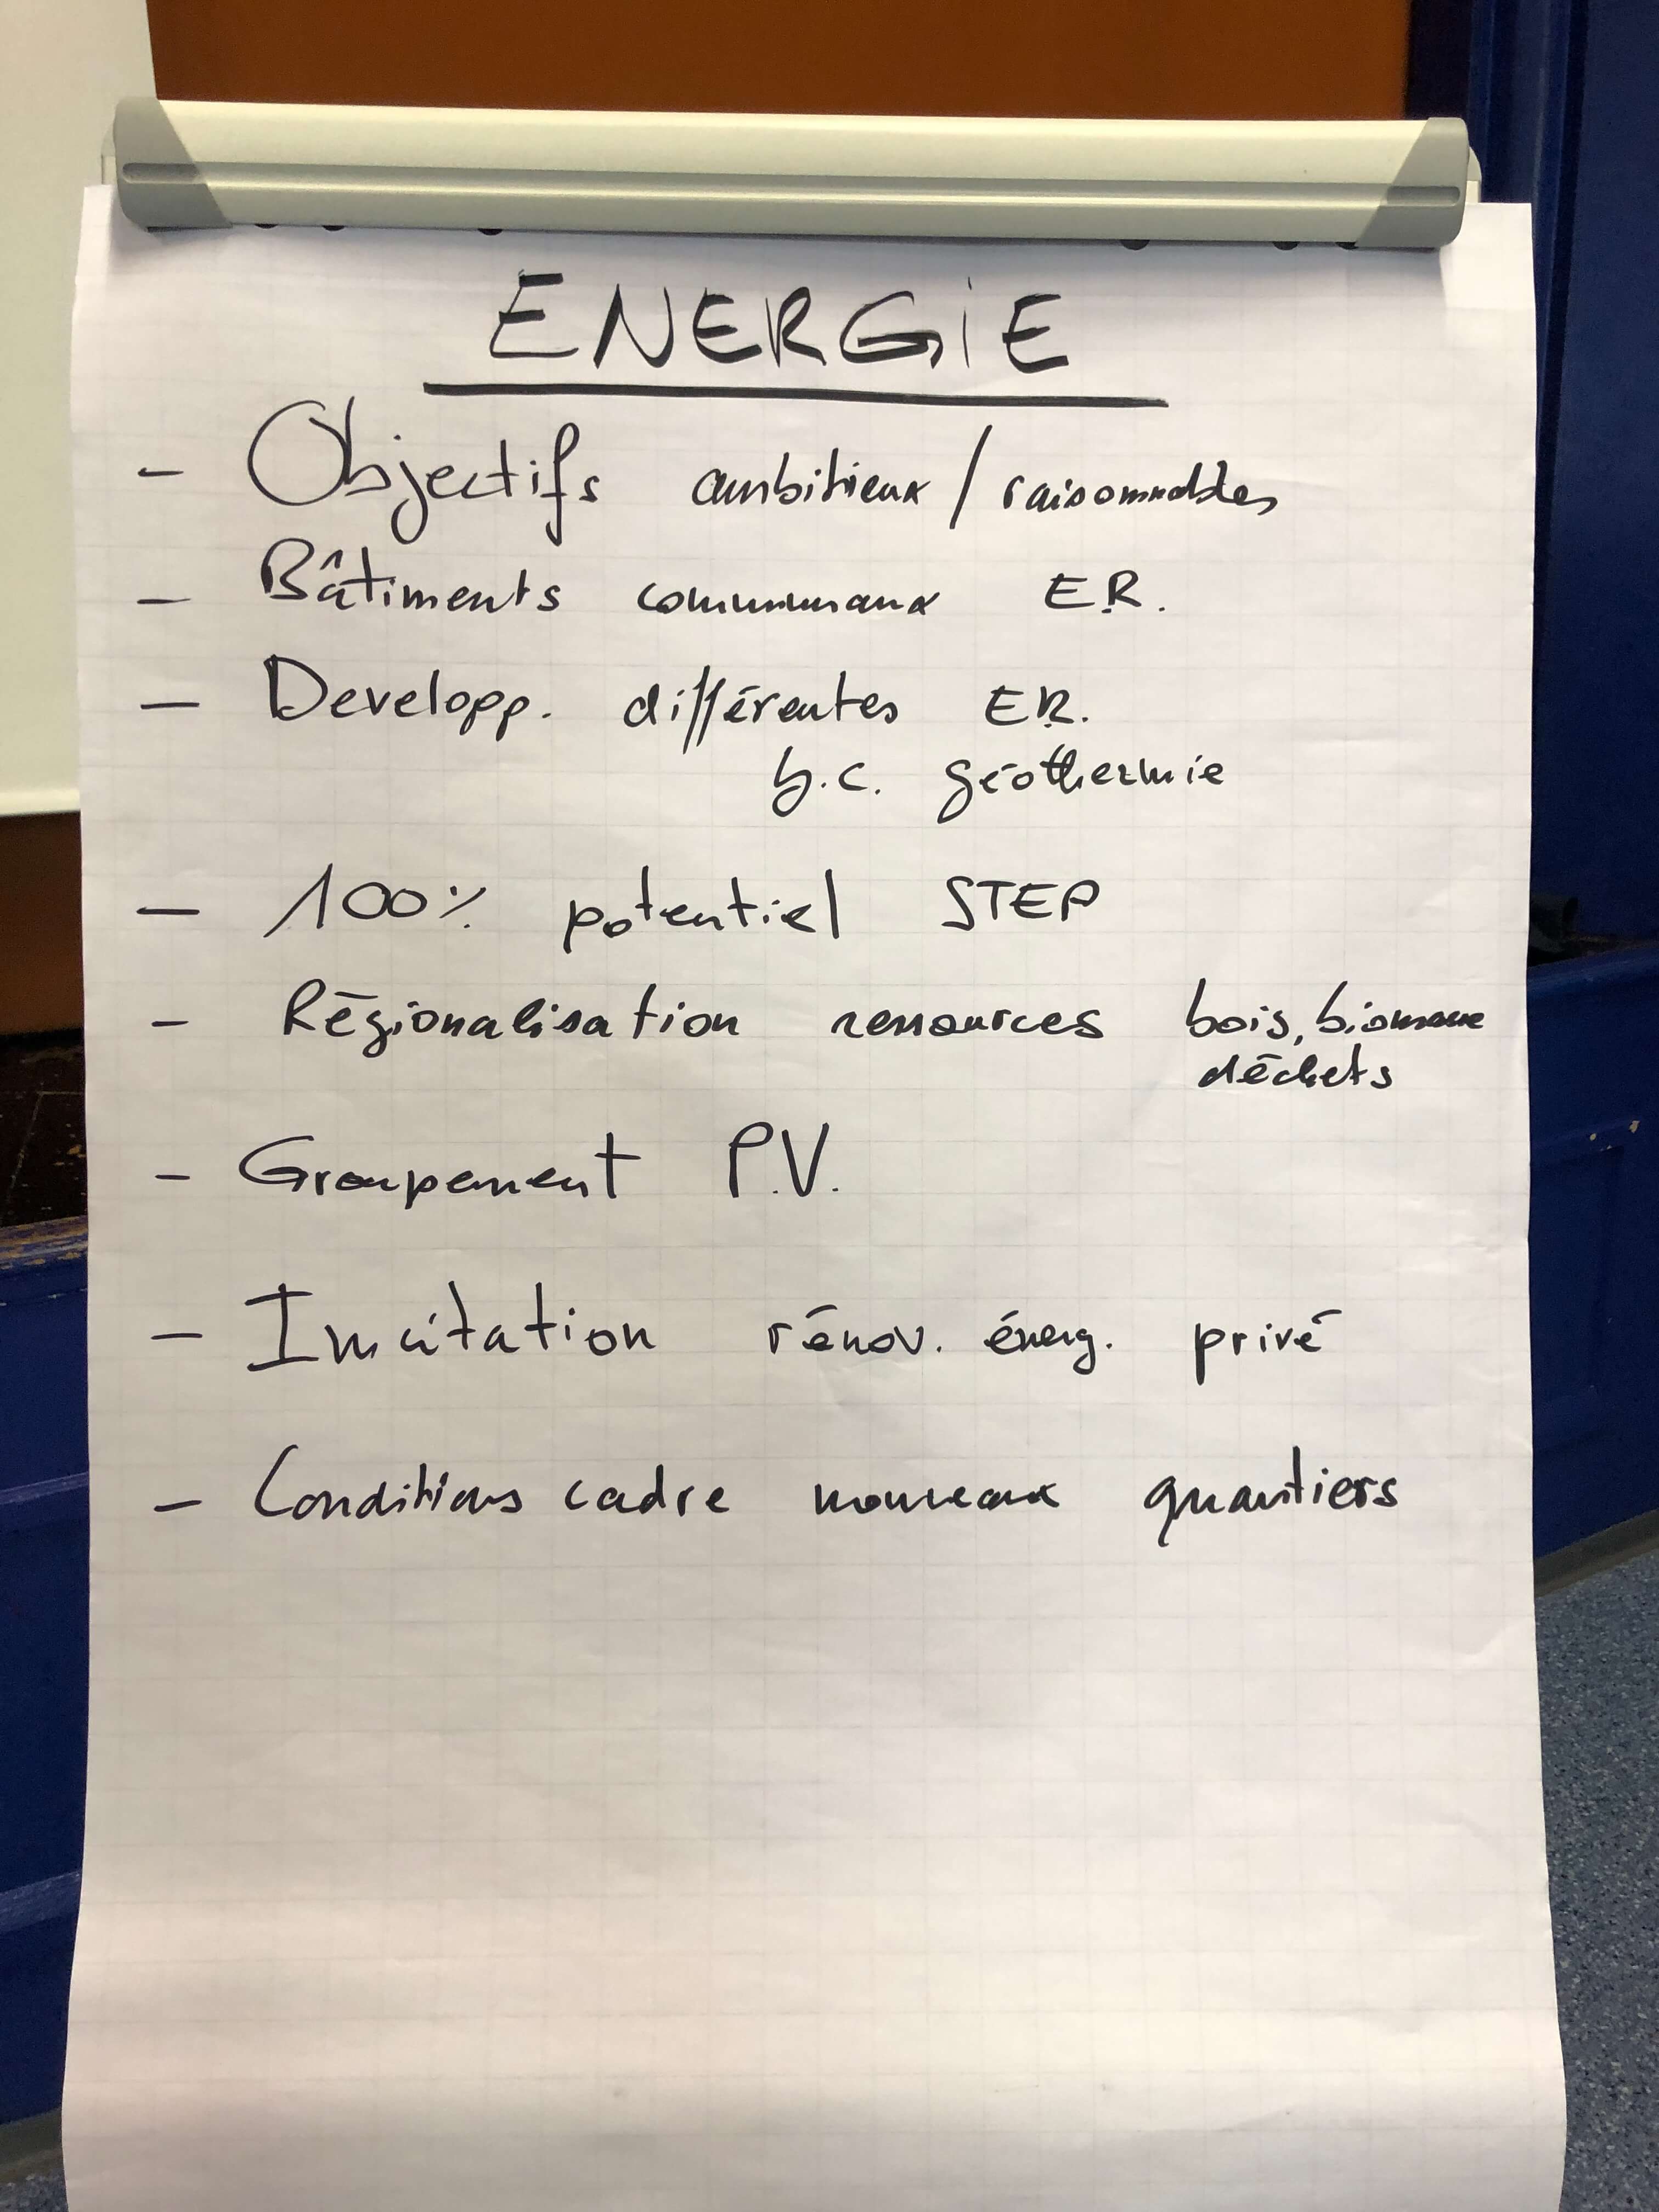 ENERGiE
- Objectifs ambitieux / raisonnables
- Bâtiments communaux E.R.
- Developp. différentes E.R.
y.c. géothermie
- 100% potentiel STEP
- Régionalisation ressources bois, biomasse
déchets
- Groupement P.V.
- Incitation rénov. énerg. privé
- Conditions cadre nouveaux quartiers